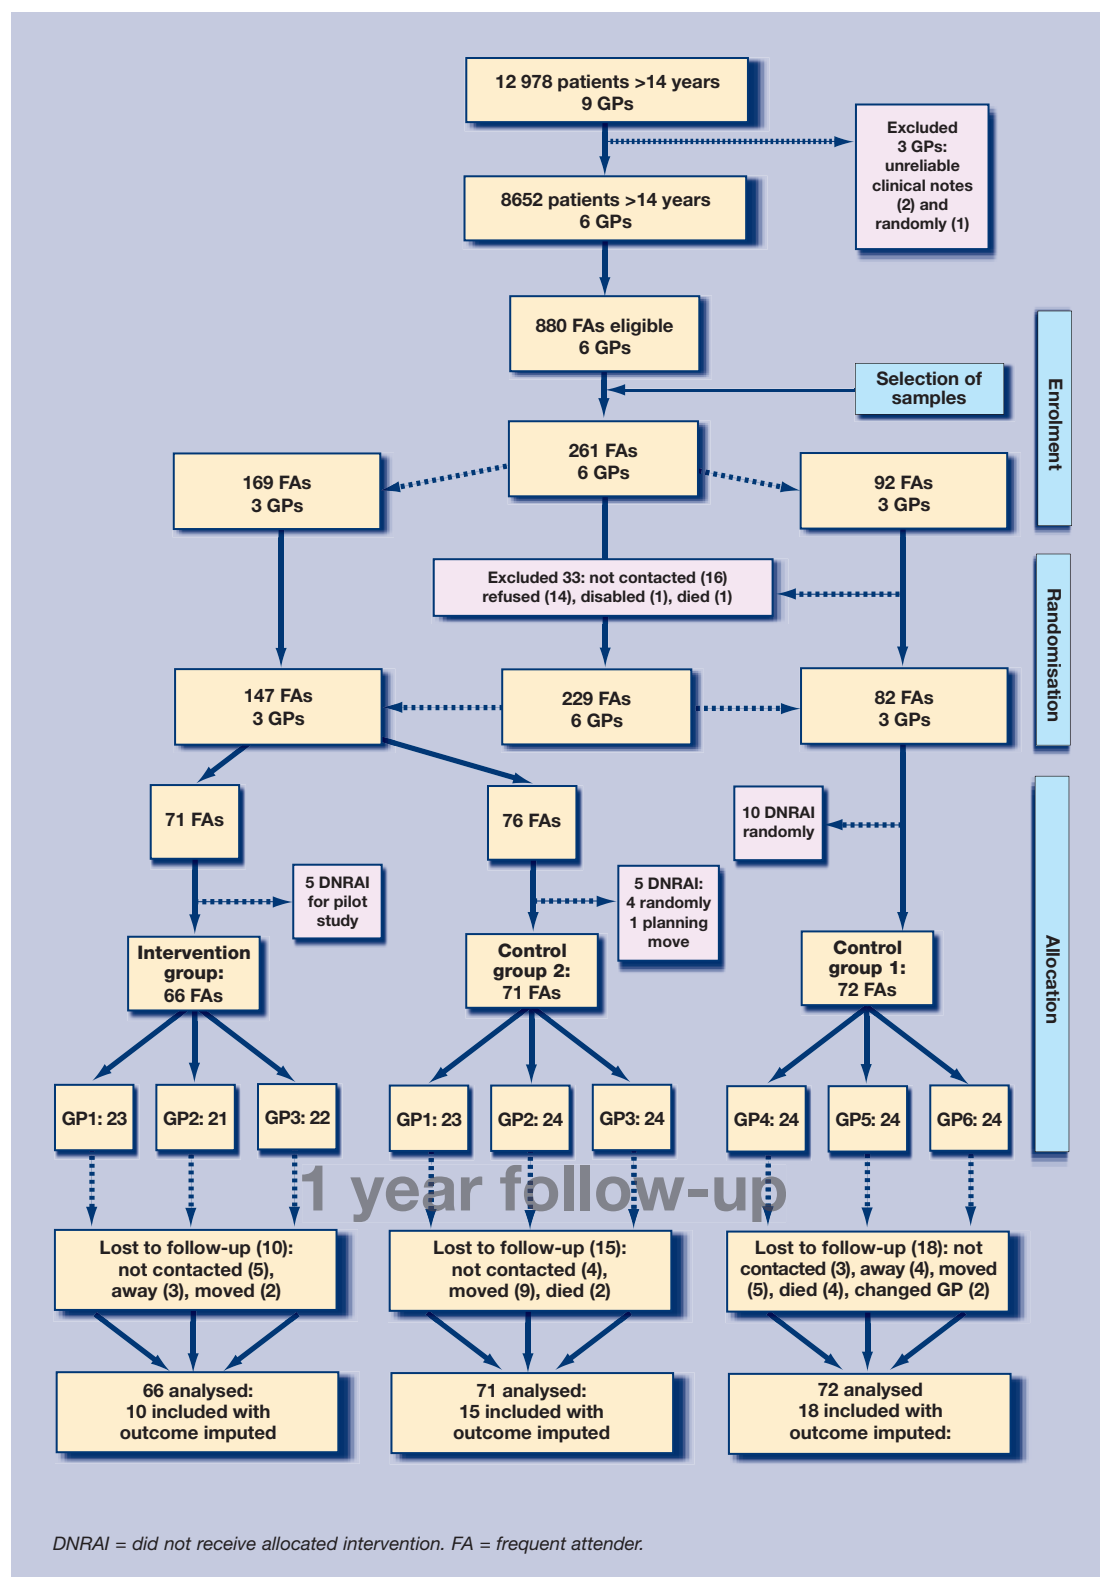 12 978 patients >14 years
9 GPs
Excluded
3 GPs:
unreliable
clinical notes
(2) and
randomly (1)
8652 patients >14 years
6 GPs
880 FAs eligible
6 GPs
Selection of
samples
Enrolment
261 FAs
6 GPs
169 FAs
3 GPs
92 FAs
3 GPs
Excluded 33: not contacted (16)
refused (14), disabled (1), died (1)
Randomisation
147 FAs
3 GPs
229 FAs
6 GPs
82 FAs
3 GPs
71 FAs
76 FAs
10 DNRAI
randomly
5 DNRAI
for pilot
study
5 DNRAI:
4 randomly
1 planning
move
Allocation
Intervention
group:
66 FAs
Control
group 2:
71 FAs
Control
group 1:
72 FAs
GP1: 23
GP2: 21
GP3: 22
GP1: 23
GP2: 24
GP3: 24
GP4: 24
GP5: 24
GP6: 24
1 year follow-up
Lost to follow-up (10):
not contacted (5),
away (3), moved (2)
Lost to follow-up (15):
not contacted (4),
moved (9), died (2)
Lost to follow-up (18): not
contacted (3), away (4), moved
(5), died (4), changed GP (2)
66 analysed:
10 included with
outcome imputed
71 analysed:
15 included with
outcome imputed
72 analysed
18 included with
outcome imputed:
DNRAI = did not receive allocated intervention. FA = frequent attender.